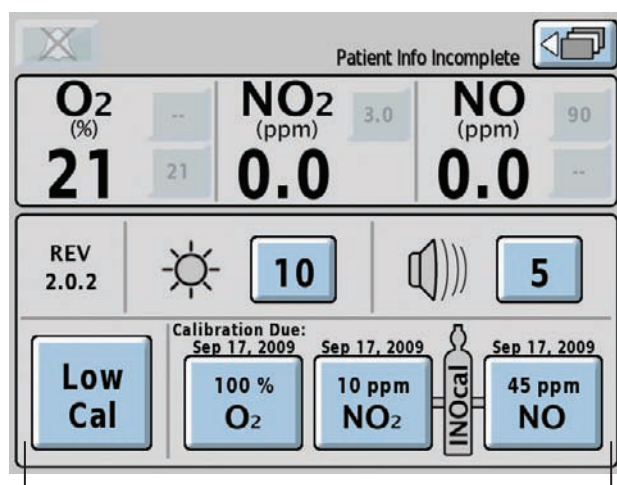 Patient Info Incomplete
O2 (%) -- NO2 (ppm) 3.0 NO (ppm) 90
21 21 0.0 0.0 --
REV 2.0.2 10 5
Calibration Due:
Sep 17, 2009 Sep 17, 2009 Sep 17, 2009
Low Cal
100 % O2
10 ppm NO2
INOcal
45 ppm NO